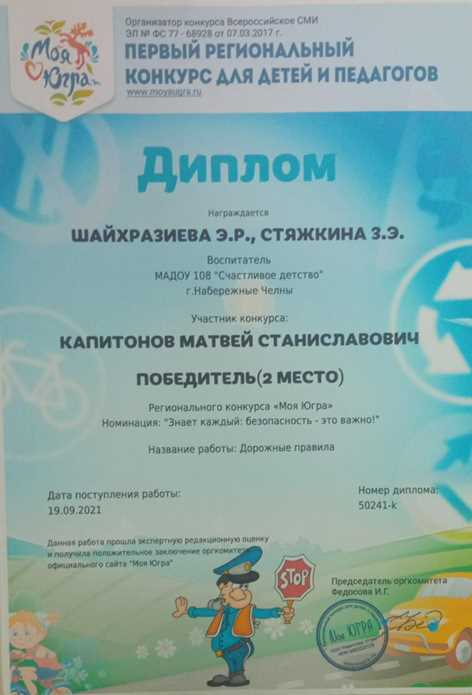 Моя
Югра
Организатор конкурса Всероссийское СМИ
ЭЛ № ФС 77 - 68928 от 07.03.2017 г.
ПЕРВЫЙ РЕГИОНАЛЬНЫЙ
КОНКУРС ДЛЯ ДЕТЕЙ И ПЕДАГОГОВ
www.moyaugra.ru
Диплом
Награждается
ШАЙХРАЗИЕВА Э.Р., СТЯЖКИНА З.Э.
Воспитатель
МАДОУ 108 "Счастливое детство"
г.Набережные Челны
Участник конкурса:
КАПИТОНОВ МАТВЕЙ СТАНИСЛАВОВИЧ
ПОБЕДИТЕЛЬ(2 МЕСТО)
Регионального конкурса «Моя Югра»
Номинация: "Знает каждый: безопасность - это важно!"
Название работы: Дорожные правила
Дата поступления работы:
19.09.2021
Номер диплома:
50241-k
Данная работа прошла экспертную редакционную оценку
и получила положительное заключение оргкомитета
официального сайта "Моя Югра"
STOP
Председатель оргкомитета
Федосова И.Г.
Моя ЮГРА